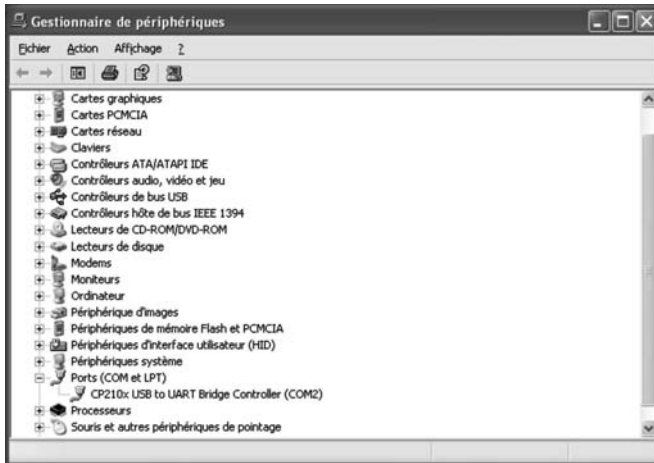 Gestionnaire de périphériques
Fichier Action Affichage ?
Cartes graphiques
Cartes PCMCIA
Cartes réseau
Claviers
Contrôleurs ATA/ATAPI IDE
Contrôleurs audio, vidéo et jeu
Contrôleurs de bus USB
Contrôleurs hôte de bus IEEE 1394
Lecteurs de CD-ROM/DVD-ROM
Lecteurs de disque
Modems
Moniteurs
Ordinateur
Périphérique d'images
Périphériques de mémoire Flash et PCMCIA
Périphériques d'interface utilisateur (HID)
Périphériques système
Ports (COM et LPT)
CP210x USB to UART Bridge Controller (COM2)
Processeurs
Souris et autres périphériques de pointage